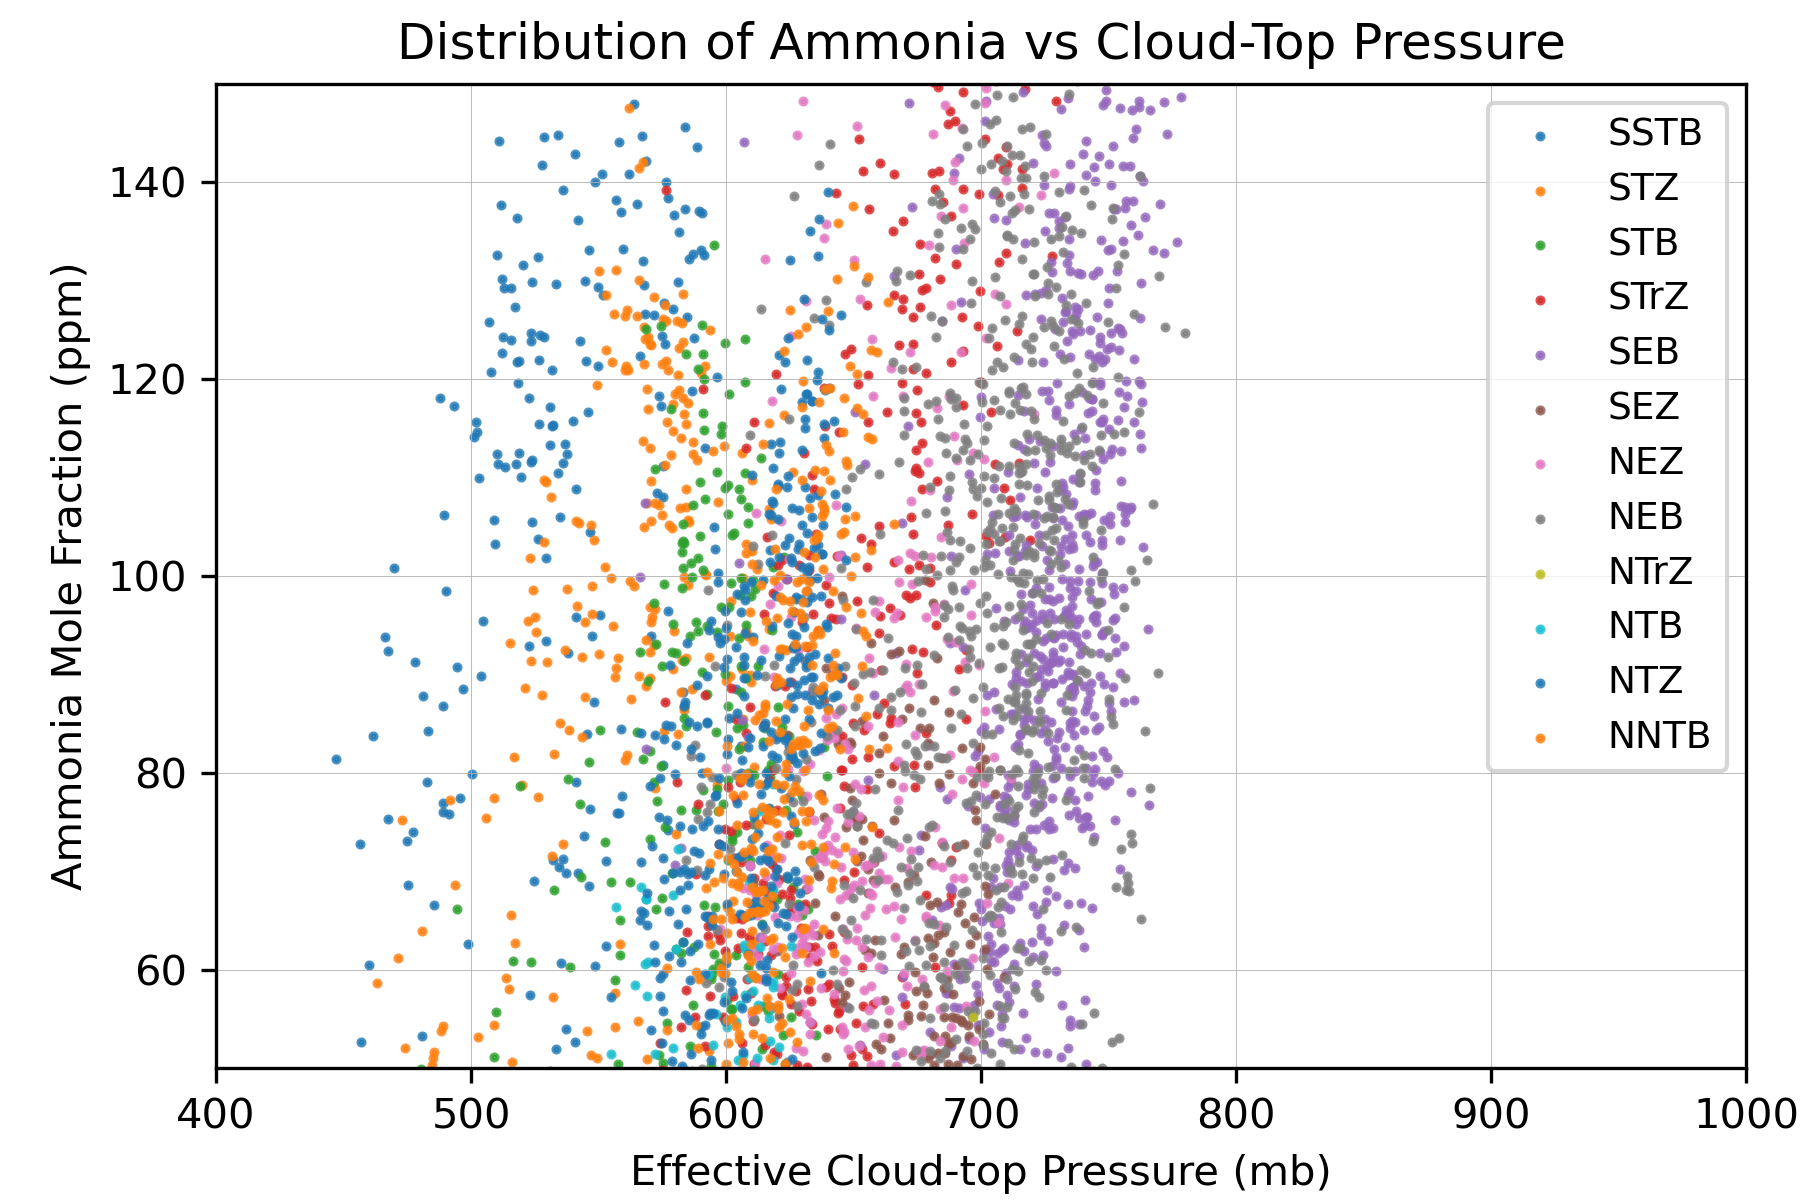 Distribution of Ammonia vs Cloud-Top Pressure
Ammonia Mole Fraction (ppm)
140
120
100
80
60
400 500 600 700 800 900 1000
Effective Cloud-top Pressure (mb)
SSTB
STZ
STB
STrZ
SEB
SEZ
NEZ
NEB
NTrZ
NTB
NTZ
NNTB